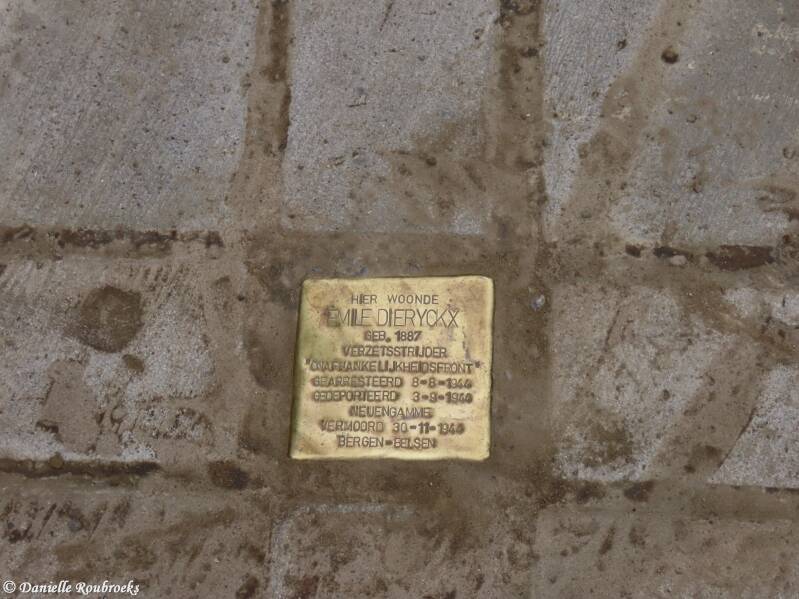 HIER WOONDE
EMILE DIERYCKX
GEB. 1887
VERZETSSTRIJDER
"ONAFHANKELIJKHEIDSFRONT"
GEARRESTEERD 8-8-1944
GEDEPORTEERD 3-9-1944
NEUENGAMME
VERMOORD 30-11-1944
BERGEN-BELSEN
© Danielle Roubroeks